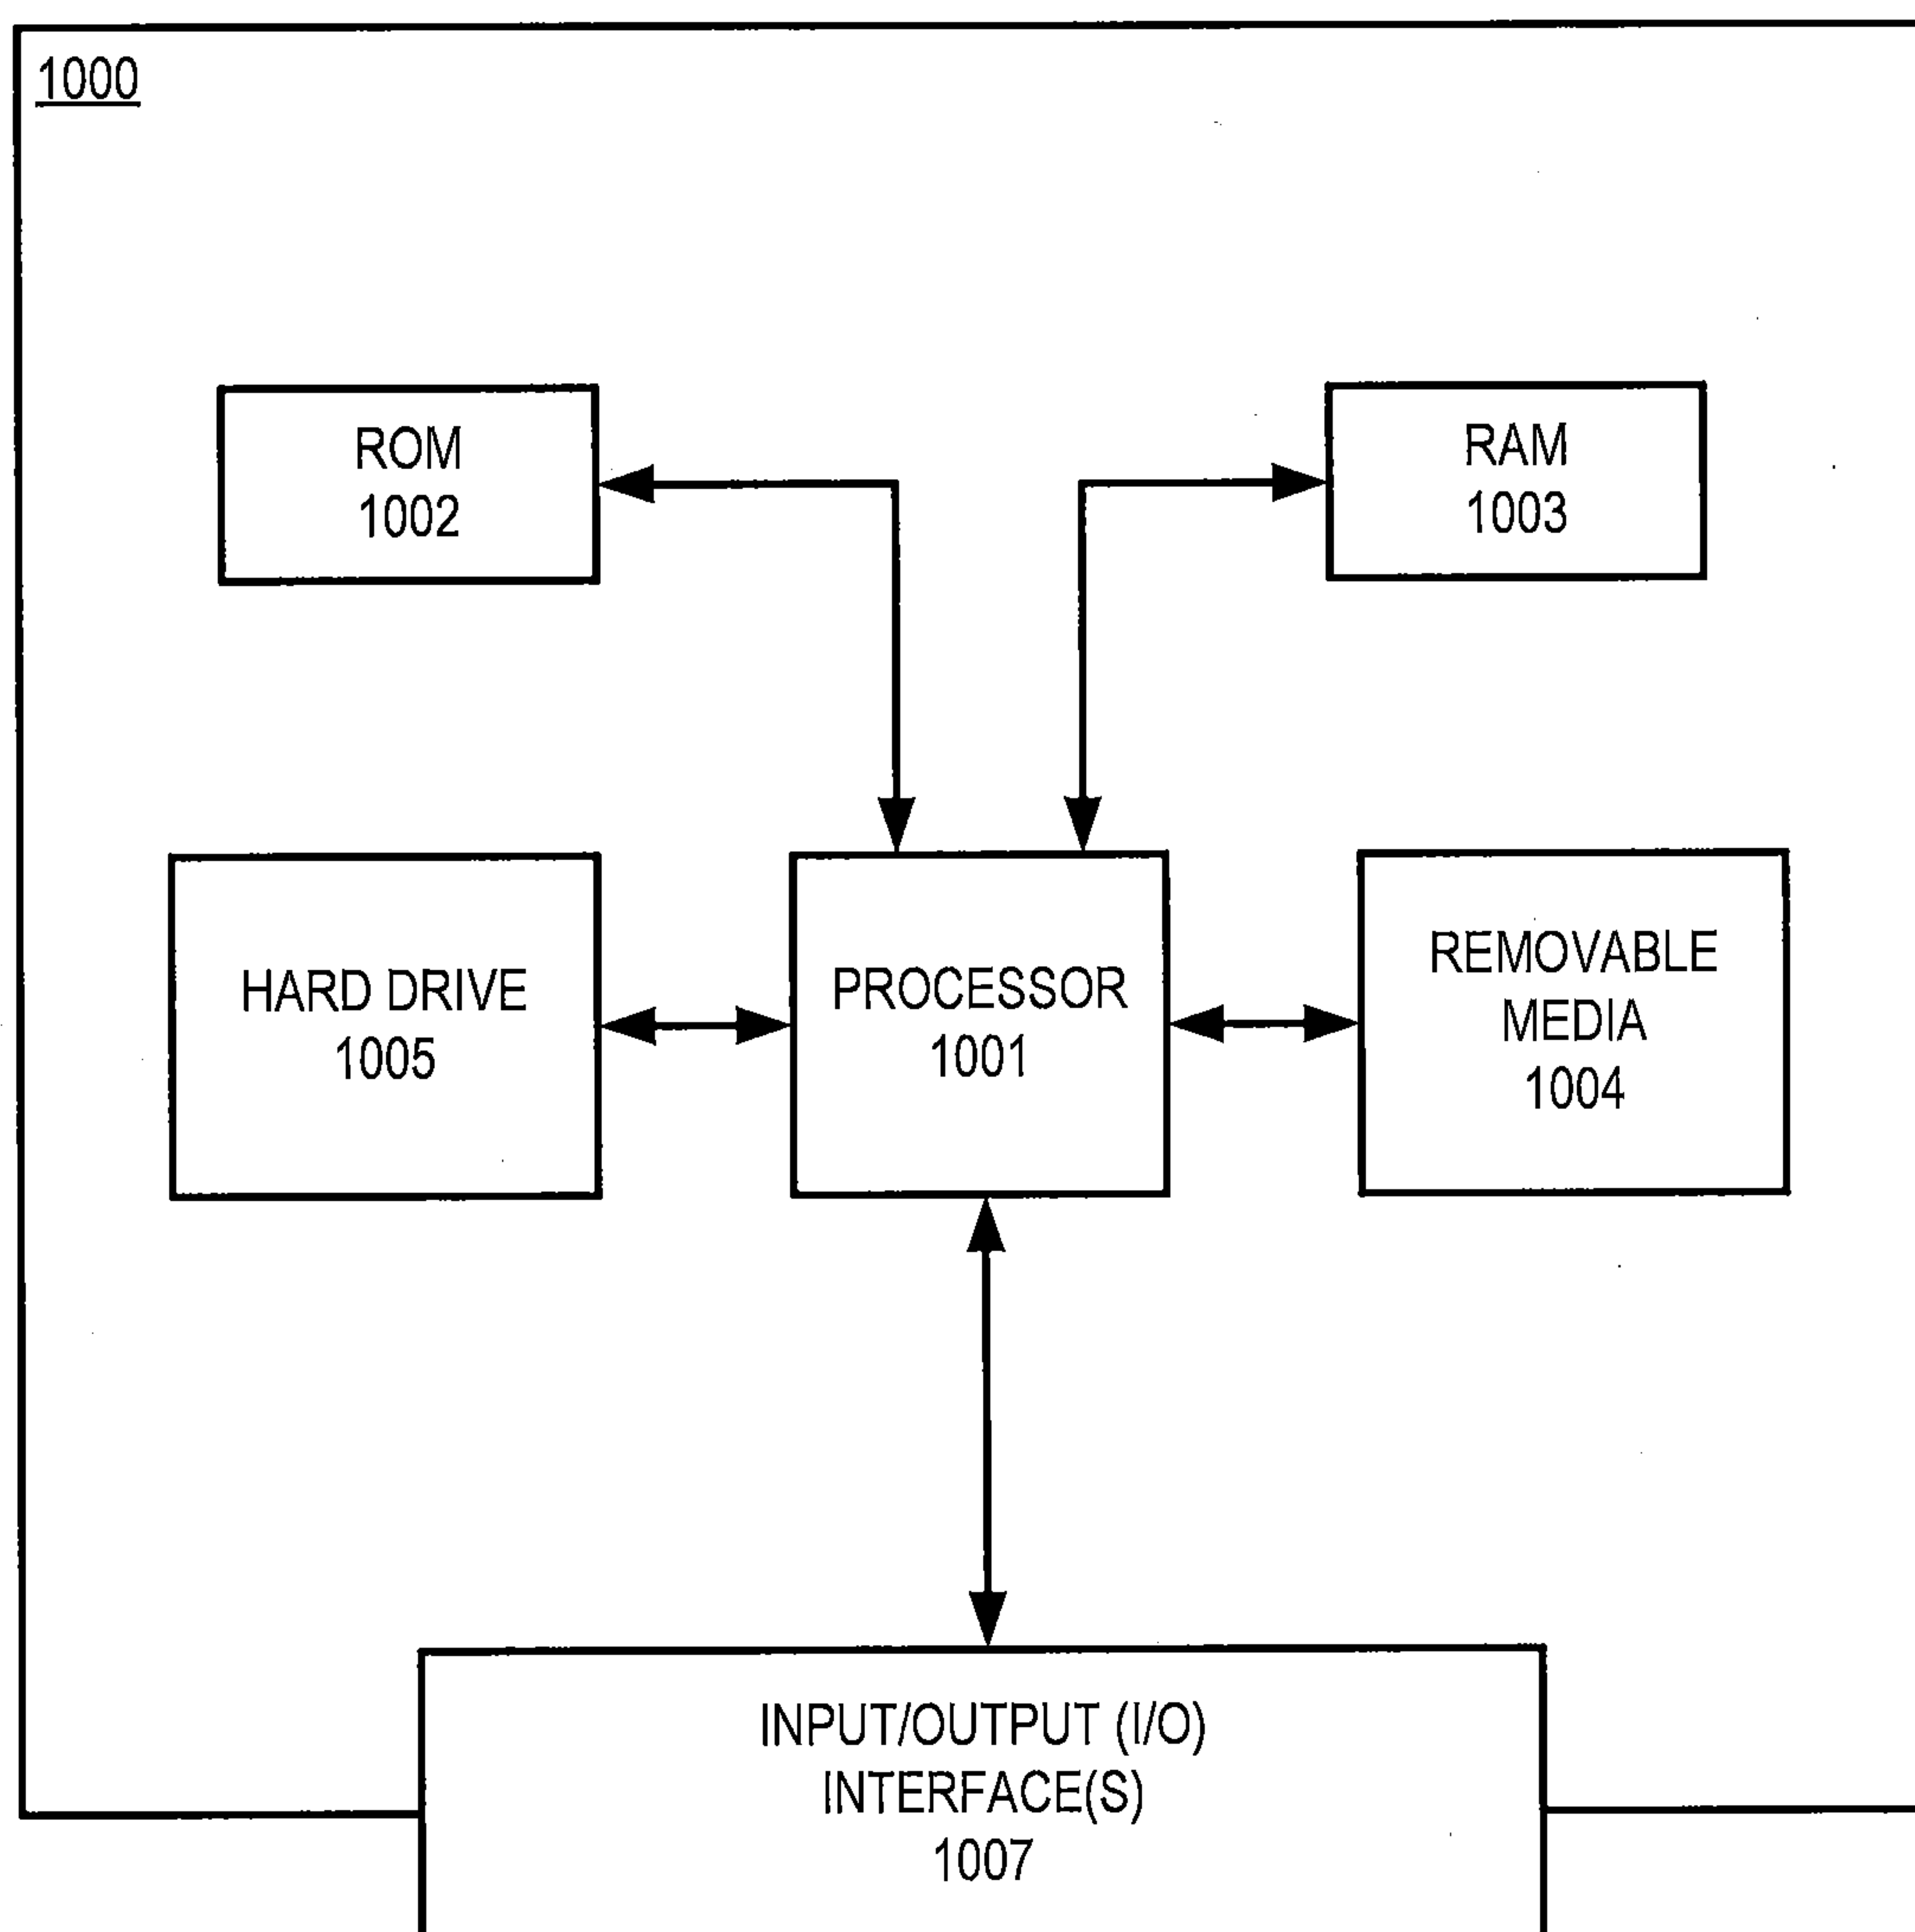 1000
ROM
1002
RAM
1003
HARD DRIVE
1005
PROCESSOR
1001
REMOVABLE
MEDIA
1004
INPUT/OUTPUT (I/O)
INTERFACE(S)
1007